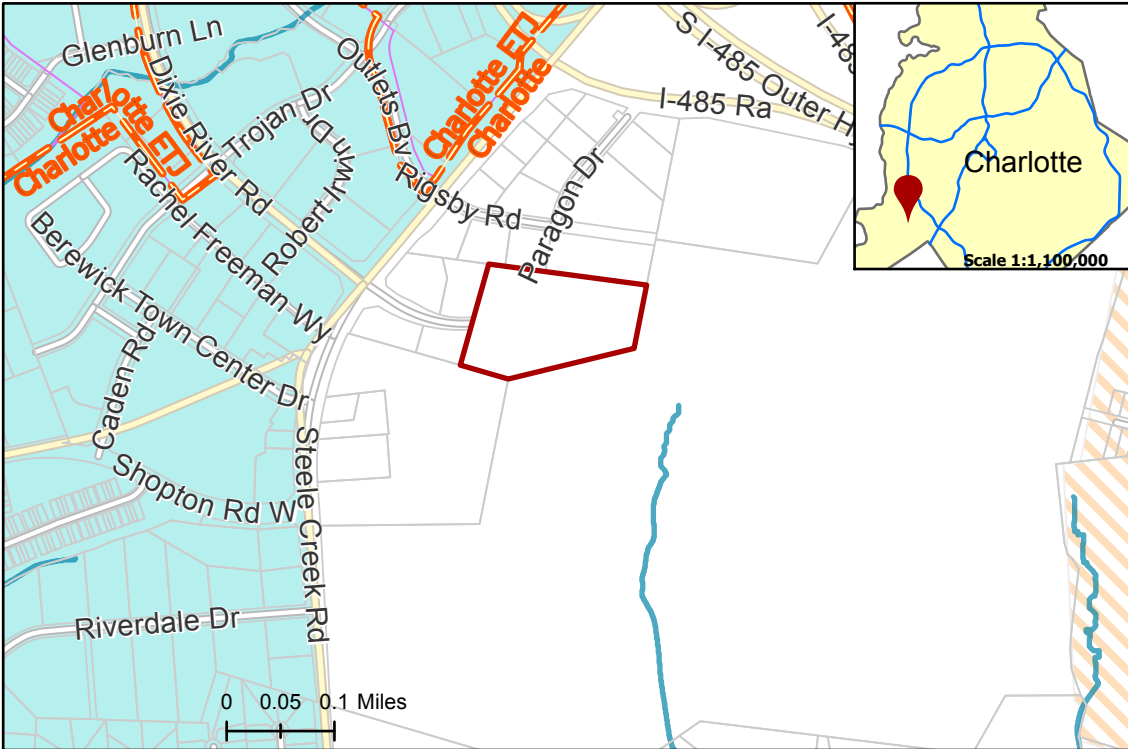 Glenburn Ln
Dixie River Rd
Trojan Dr
Outlets Bv
Charlotte ETJ
Charlotte
S I-485 Outer Hy
I-485
I-485 Ra
Charlotte
Scale 1:1,100,000
Charlotte ETJ
Charlotte
Rachel Freeman Wy
Robert Irwin Dr
Rigsby Rd
Paragon Dr
Berewick Town Center Dr
Caden Rd
Shopton Rd W
Steele Creek Rd
Riverdale Dr
0 0.05 0.1 Miles